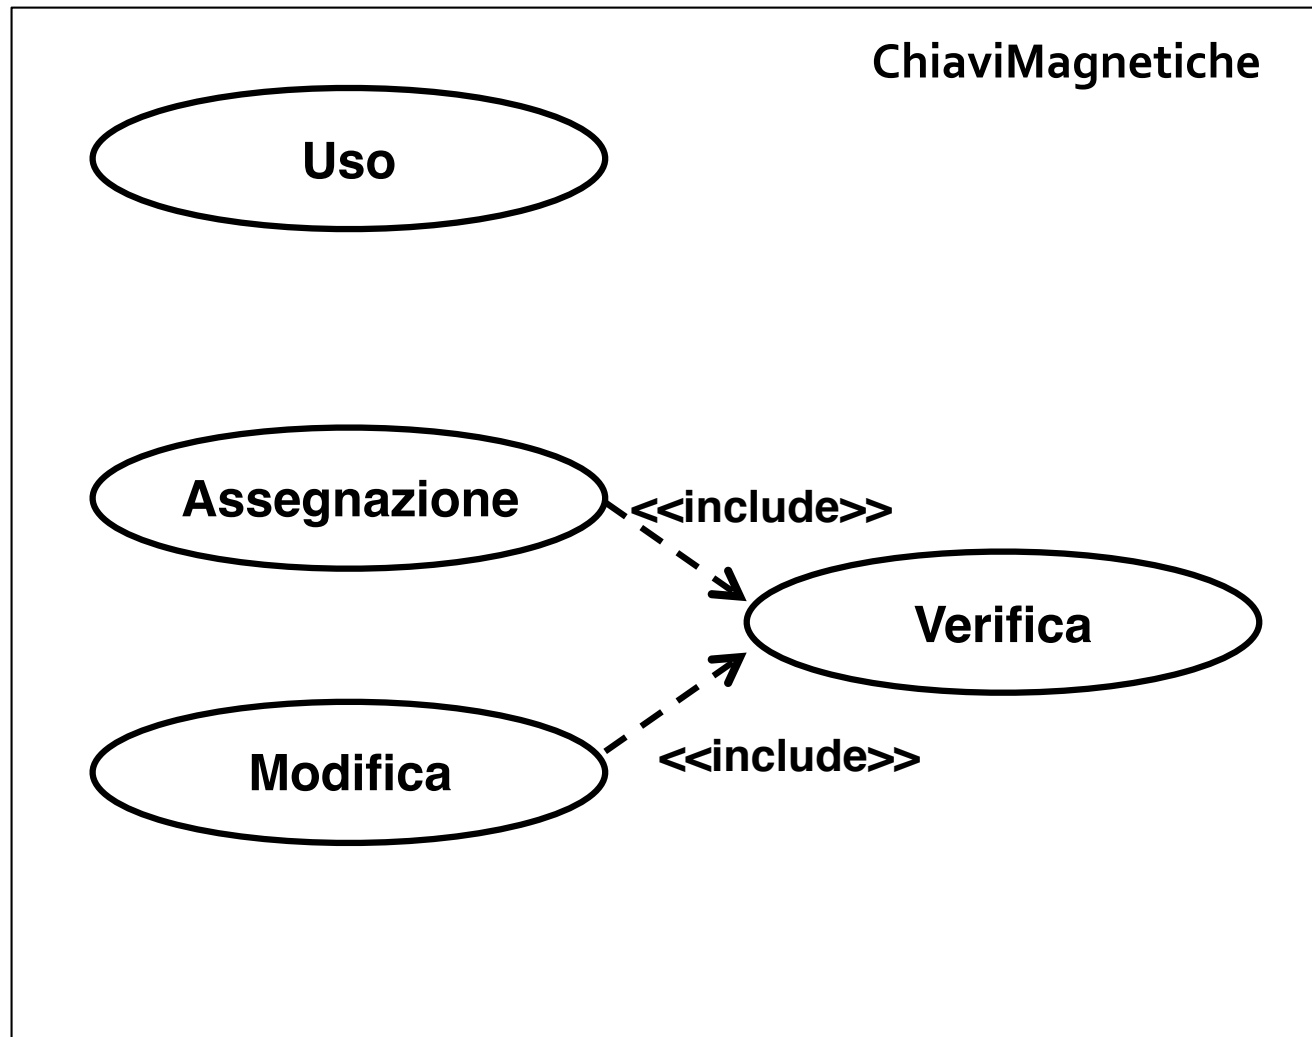 ChiaviMagnetiche
Uso
Assegnazione
<<include>>
Verifica
Modifica
<<include>>